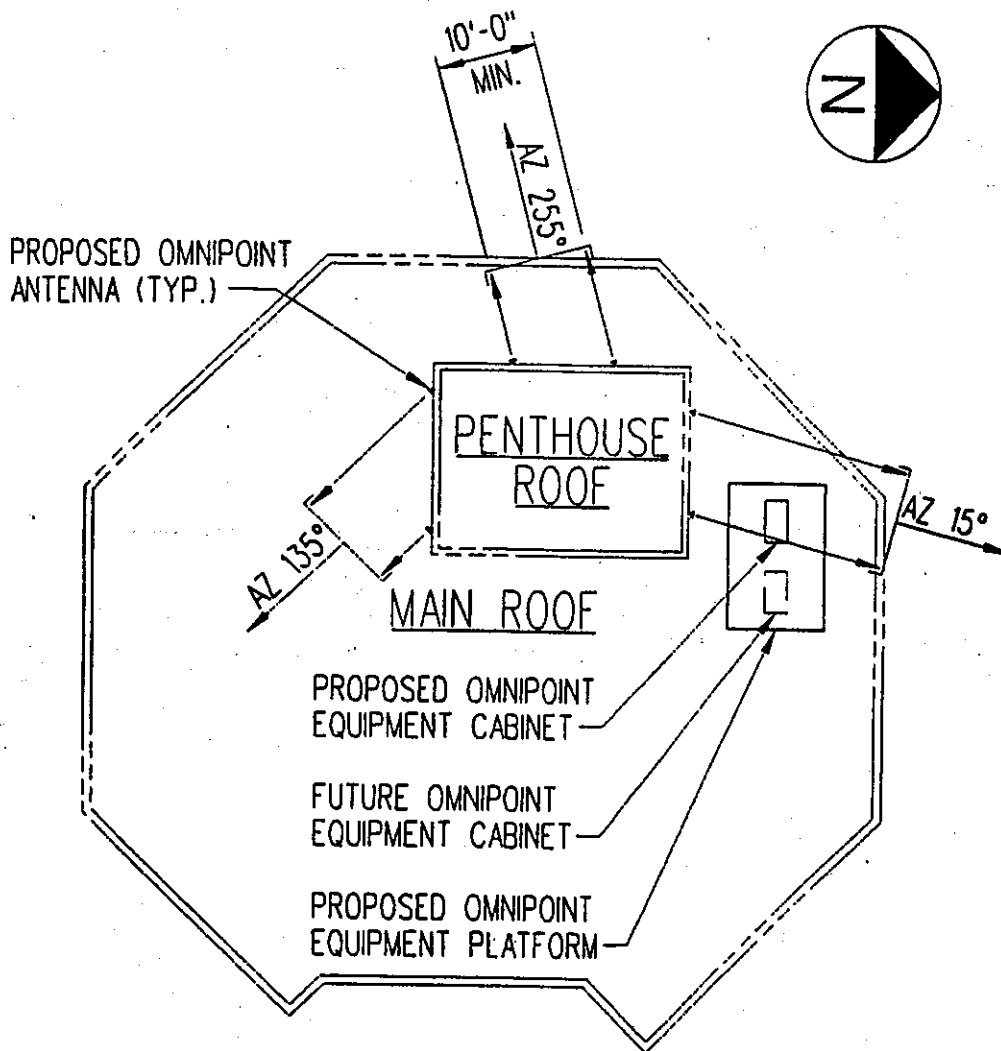 10'-0"
MIN.
N
AZ 255°
PROPOSED OMNIPOINT
ANTENNA (TYP.)
PENTHOUSE
ROOF
AZ 15°
AZ 135°
MAIN ROOF
PROPOSED OMNIPOINT
EQUIPMENT CABINET
FUTURE OMNIPOINT
EQUIPMENT CABINET
PROPOSED OMNIPOINT
EQUIPMENT PLATFORM